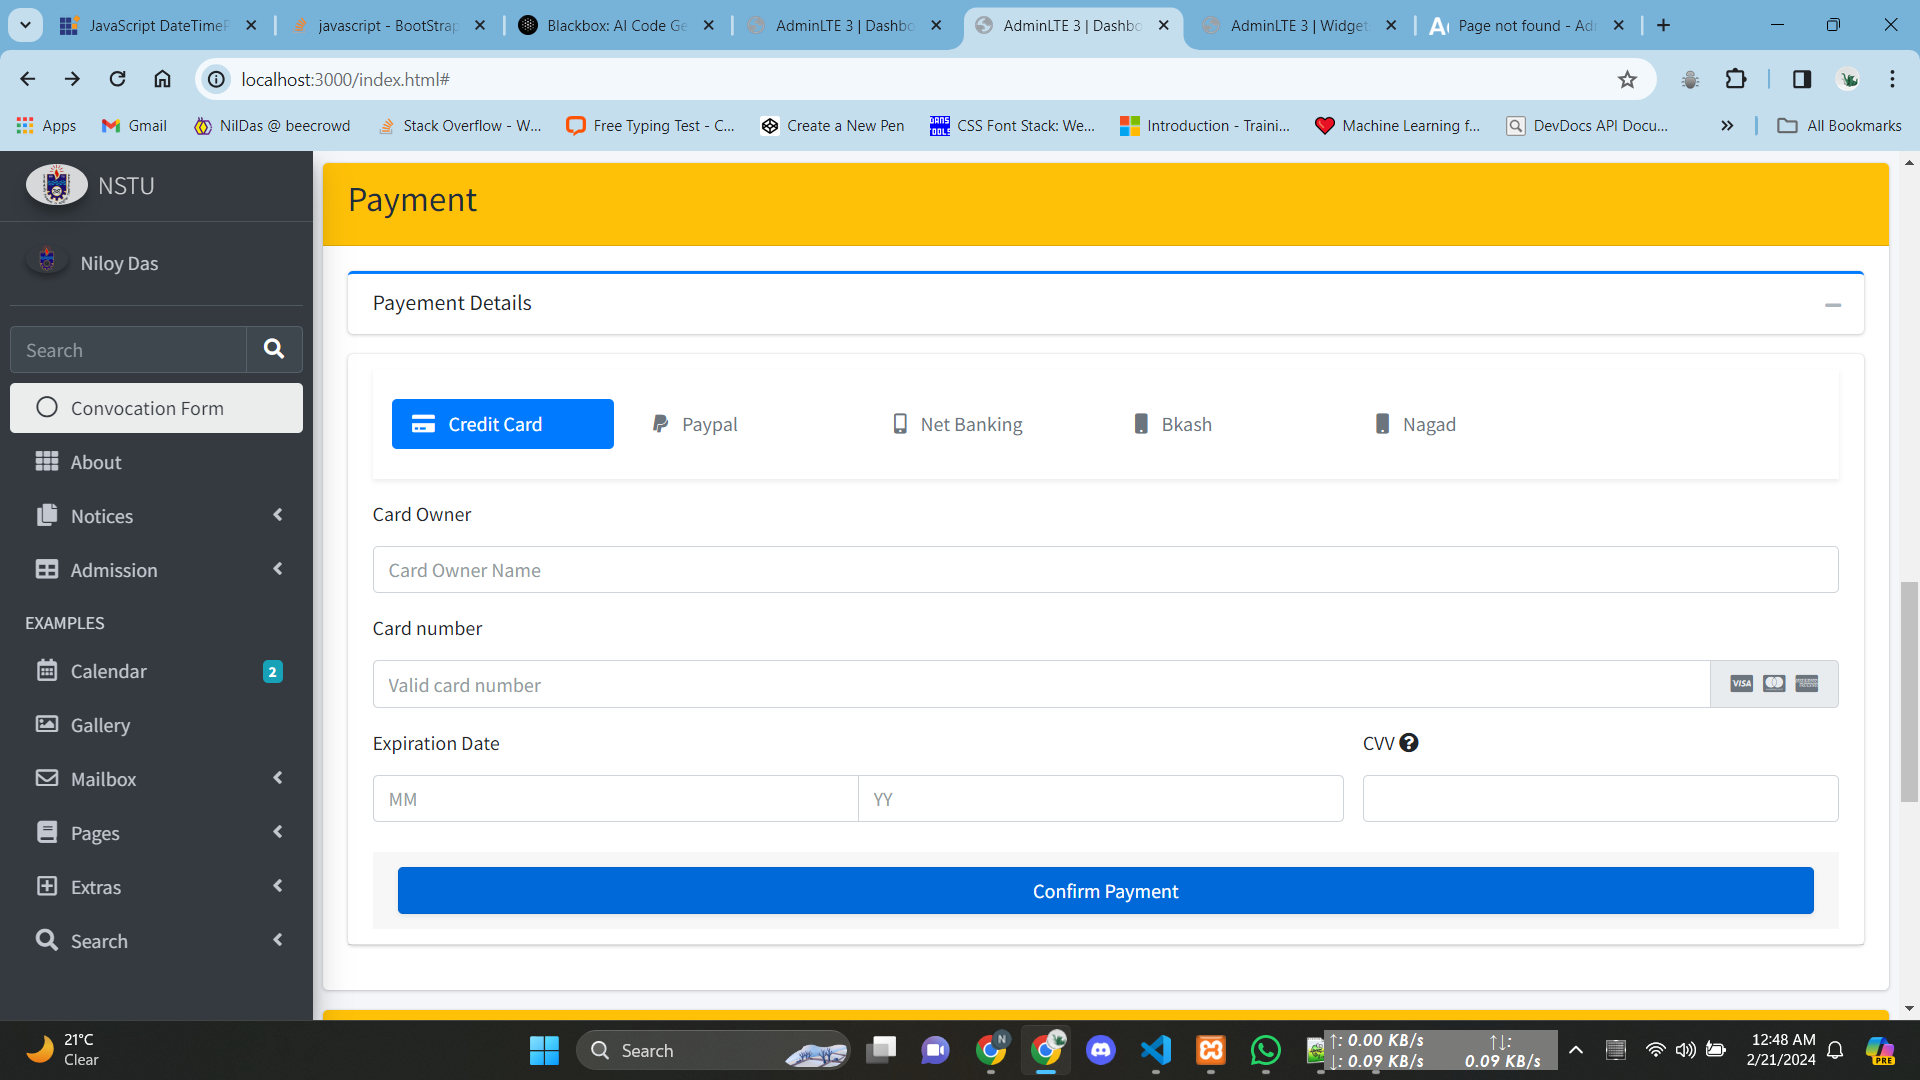 JavaScript DateTimeF
javascript - BootStrap
Blackbox: AI Code Ge
AdminLTE 3 | Dashbo
AdminLTE 3 | Dashbo
AdminLTE 3 | Widget
Page not found - Adr
localhost:3000/index.html#
Apps
Gmail
NilDas @ beecrowd
Stack Overflow - W...
Free Typing Test - C...
Create a New Pen
CSS Font Stack: We...
Introduction - Traini...
Machine Learning f...
DevDocs API Docu...
All Bookmarks
NSTU
Niloy Das
Search
Convocation Form
About
Notices
Admission
EXAMPLES
Calendar 2
Gallery
Mailbox
Pages
Extras
Search
Payment
Payement Details
Credit Card
Paypal
Net Banking
Bkash
Nagad
Card Owner
Card Owner Name
Card number
Valid card number
VISA
Expiration Date
CVV
MM
YY
Confirm Payment
21°C
Clear
Search
N
↑: 0.00 KB/s
↓: 0.09 KB/s
↑↓:
0.09 KB/s
12:48 AM
2/21/2024
PRE